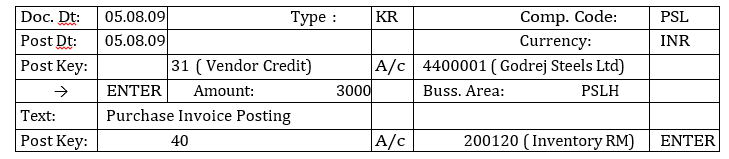 Doc. Dt: 05.08.09 Type : KR Comp. Code: PSL
Post Dt: 05.08.09 Currency: INR
Post Key: 31 ( Vendor Credit) A/c 4400001 ( Godrej Steels Ltd)
→ ENTER Amount: 3000 Buss. Area: PSLH
Text: Purchase Invoice Posting
Post Key: 40 A/c 200120 ( Inventory RM) ENTER